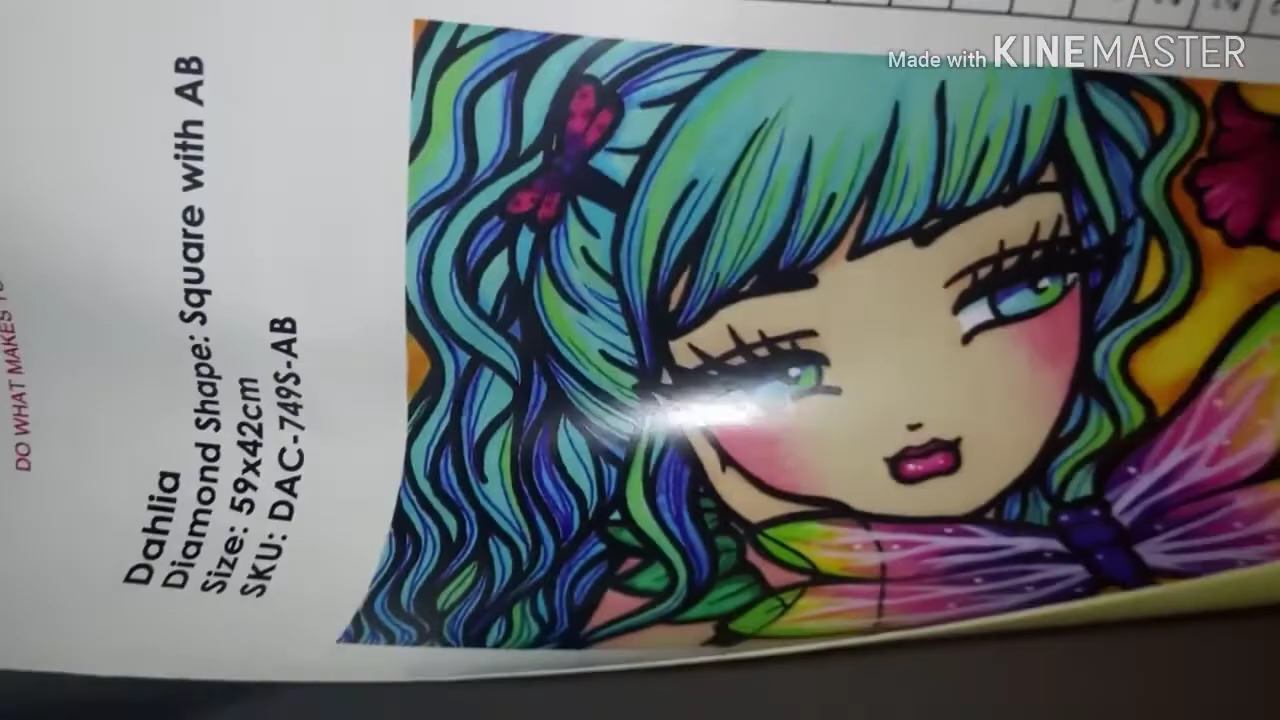 Made with KINEMASTER
DO WHAT MAKES
Dahlia
Diamond Shape: Square with AB
Size: 59x42cm
SKU: DAC-749S-AB